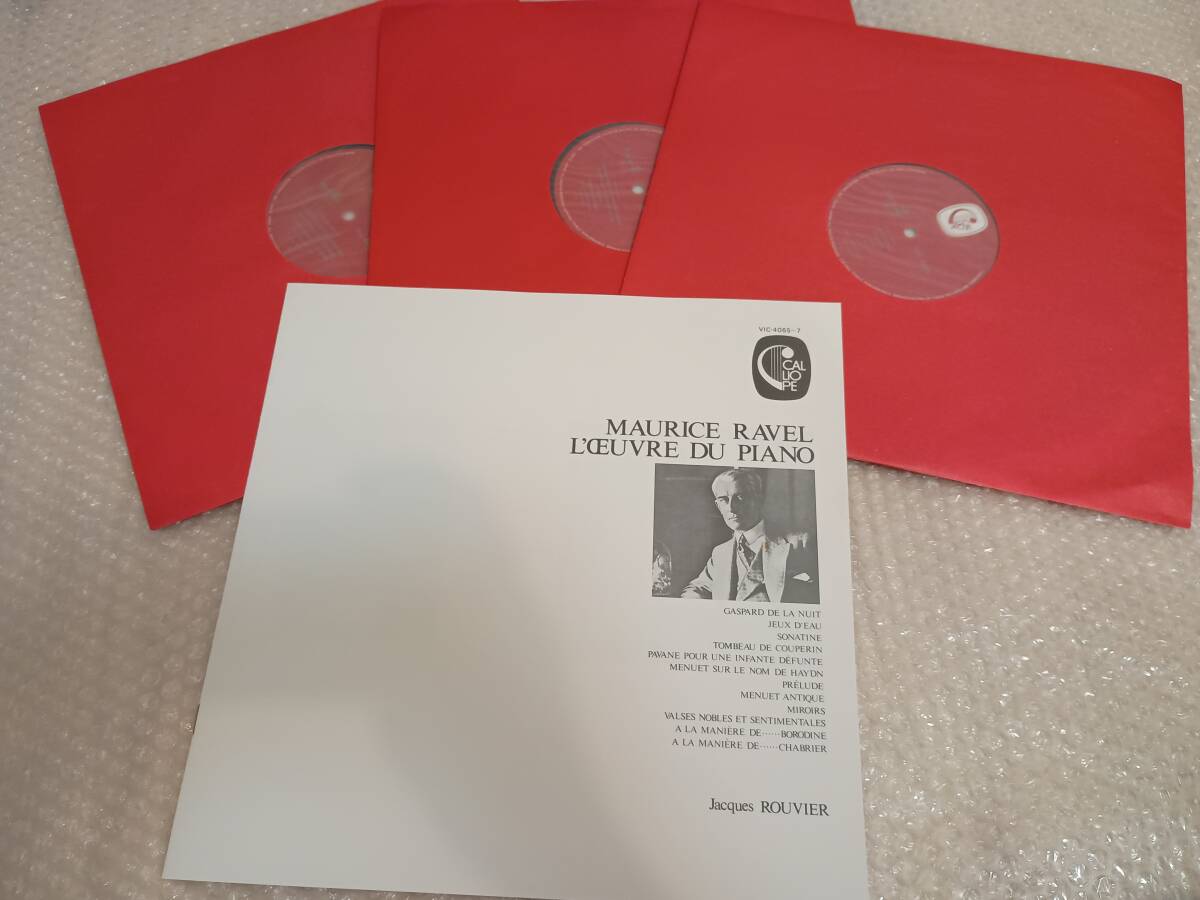 VIC-4065~7
CAL
LIO
PE
MAURICE RAVEL
L'ŒUVRE DU PIANO
GASPARD DE LA NUIT
JEUX D'EAU
SONATINE
TOMBEAU DE COUPERIN
PAVANE POUR UNE INFANTE DÉFUNTE
MENUET SUR LE NOM DE HAYDN
PRÉLUDE
MENUET ANTIQUE
MIROIRS
VALSES NOBLES ET SENTIMENTALES
A LA MANIÈRE DE······BORODINE
A LA MANIÈRE DE······CHABRIER
Jacques ROUVIER